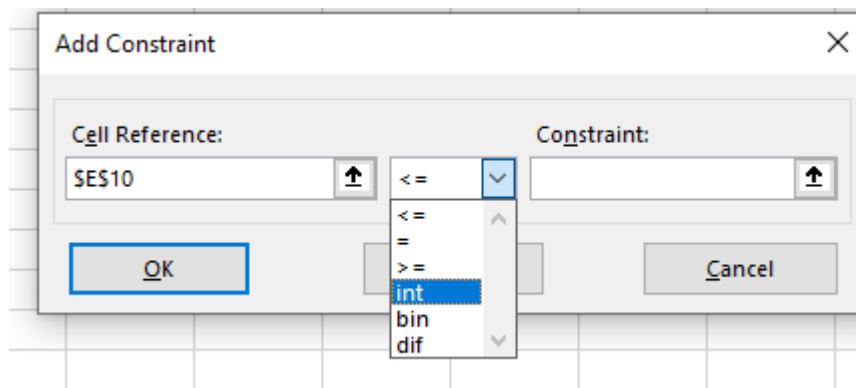 Add Constraint
Cell Reference: Constraint:
$E$10 <=
<=
=
>=
OK Cancel
int
bin
dif